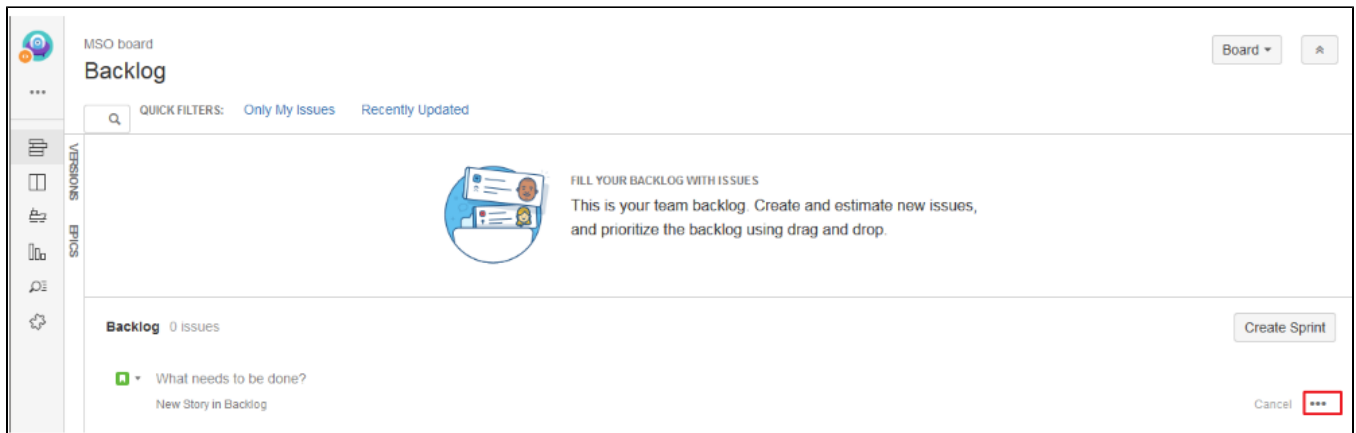 MSO board
Backlog
Board
QUICK FILTERS: Only My Issues Recently Updated
VERSIONS
EPICS
FILL YOUR BACKLOG WITH ISSUES
This is your team backlog. Create and estimate new issues,
and prioritize the backlog using drag and drop.
Backlog 0 issues
Create Sprint
What needs to be done?
New Story in Backlog
Cancel